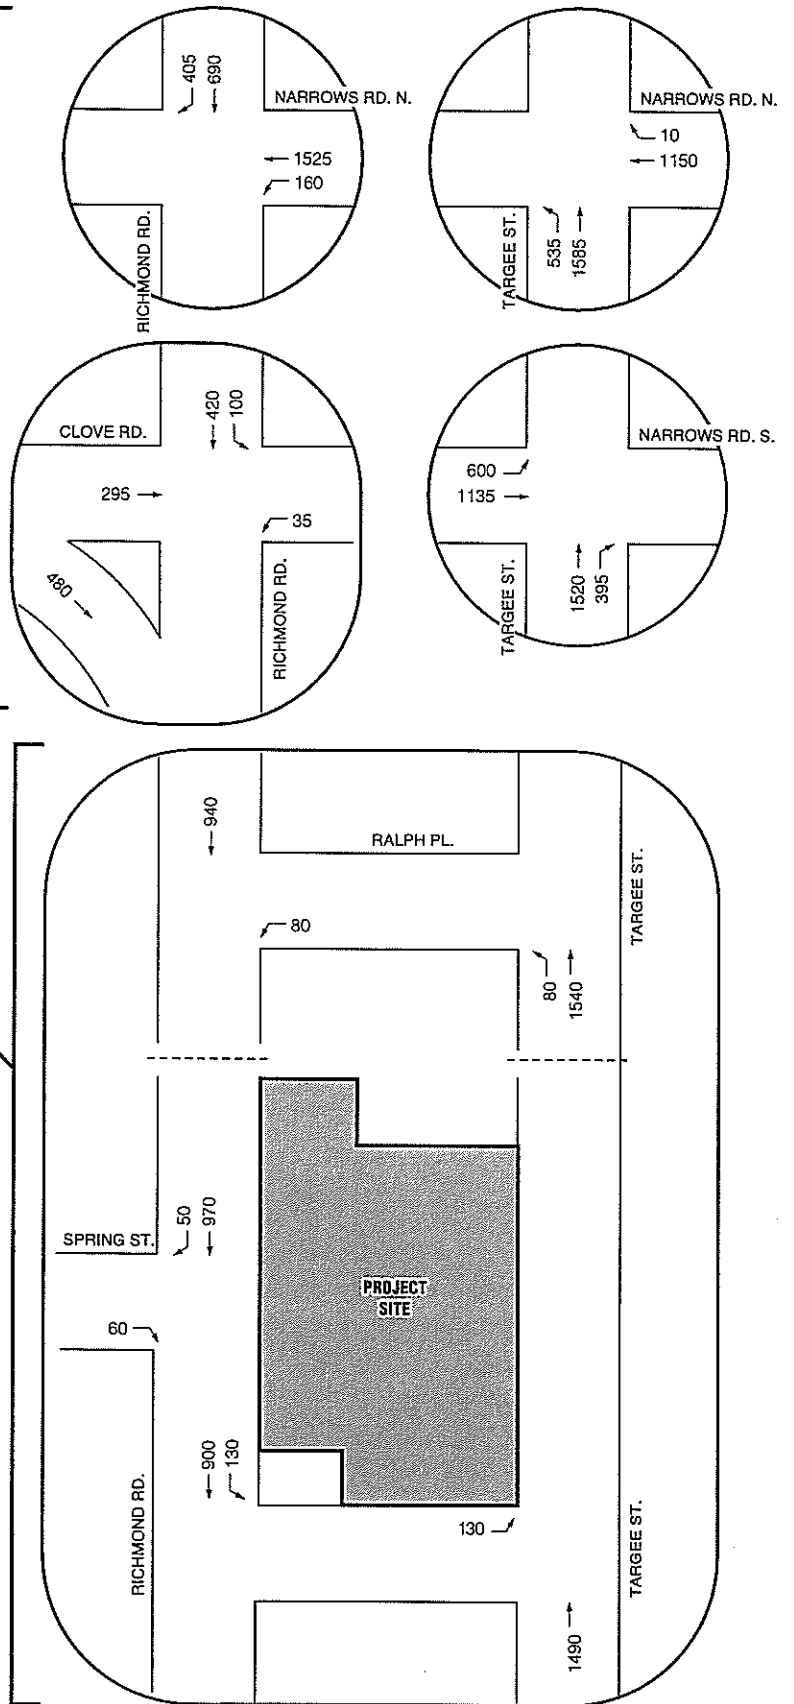 405
690
NARROWS RD. N.
1525
160
RICHMOND RD.
NARROWS RD. N.
10
1150
TARGEE ST.
535
1585
CLOVE RD.
420
100
295
35
480
RICHMOND RD.
NARROWS RD. S.
600
1135
TARGEE ST.
1520
395
940
RALPH PL.
TARGEE ST.
80
80
1540
SPRING ST.
50
970
PROJECT
SITE
60
RICHMOND RD.
900
130
130
TARGEE ST.
1490